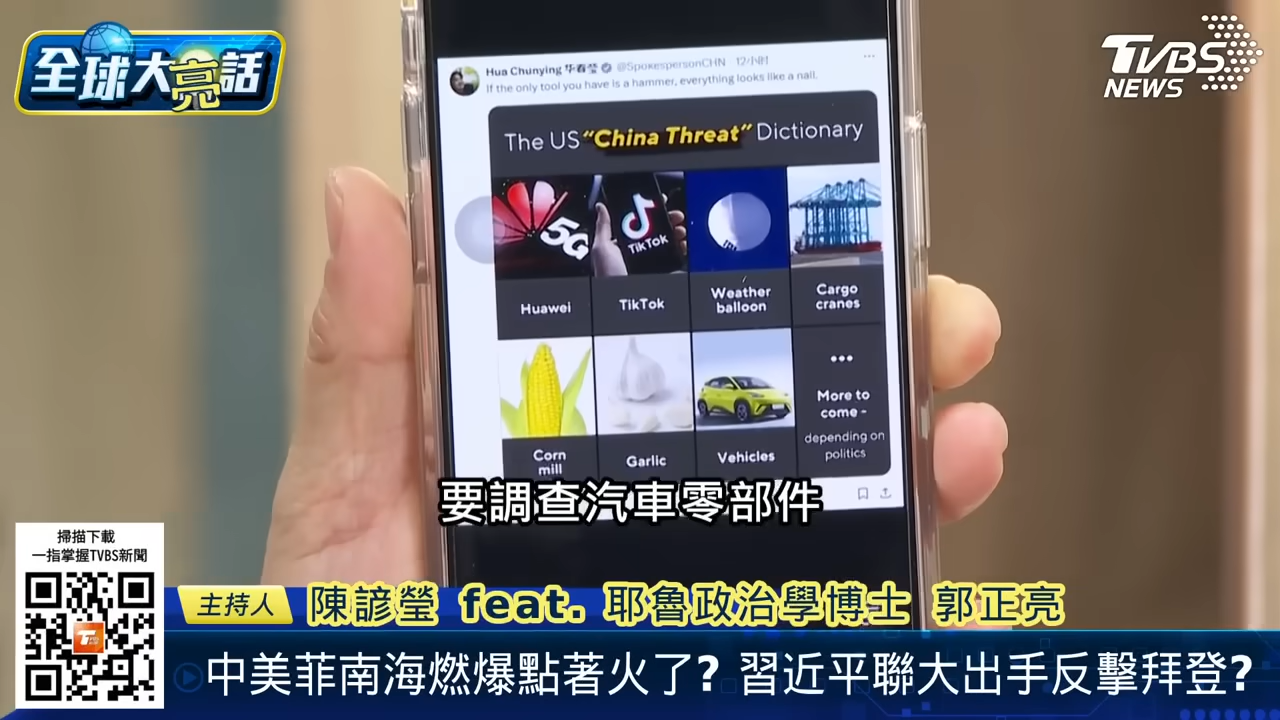 全球大亮話
TVBS
NEWS
Hua Chunying 华春莹 @SpokespersonCHN 12小时
If the only tool you have is a hammer, everything looks like a nail.
The US “China Threat” Dictionary
5G
TikTok
Huawei
TikTok
Weather
balloon
Cargo
cranes
Corn
mill
Garlic
Vehicles
More to
come -
depending on
politics
要調查汽車零部件
掃描下載
一指掌握TVBS新聞
主持人 陳諺瑩 feat. 耶魯政治學博士 郭正亮
中美菲南海燃爆點著火了? 習近平聯大出手反擊拜登?